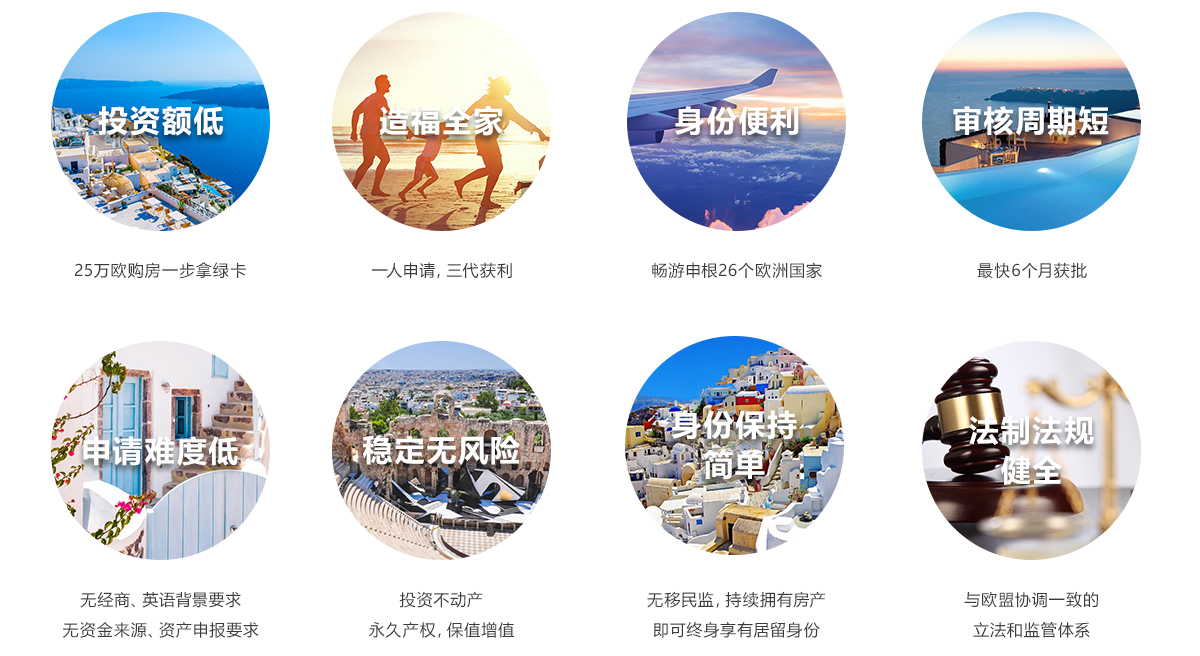 投资额低
造福全家
身份便利
审核周期短
25万欧购房一步拿绿卡
一人申请, 三代获利
畅游申根26个欧洲国家
最快6个月获批
申请难度低
稳定无风险
身份保持
简单
法制法规
健全
无经商、英语背景要求
无资金来源、资产申报要求
投资不动产
永久产权, 保值增值
无移民监, 持续拥有房产
即可终身享有居留身份
与欧盟协调一致的
立法和监管体系